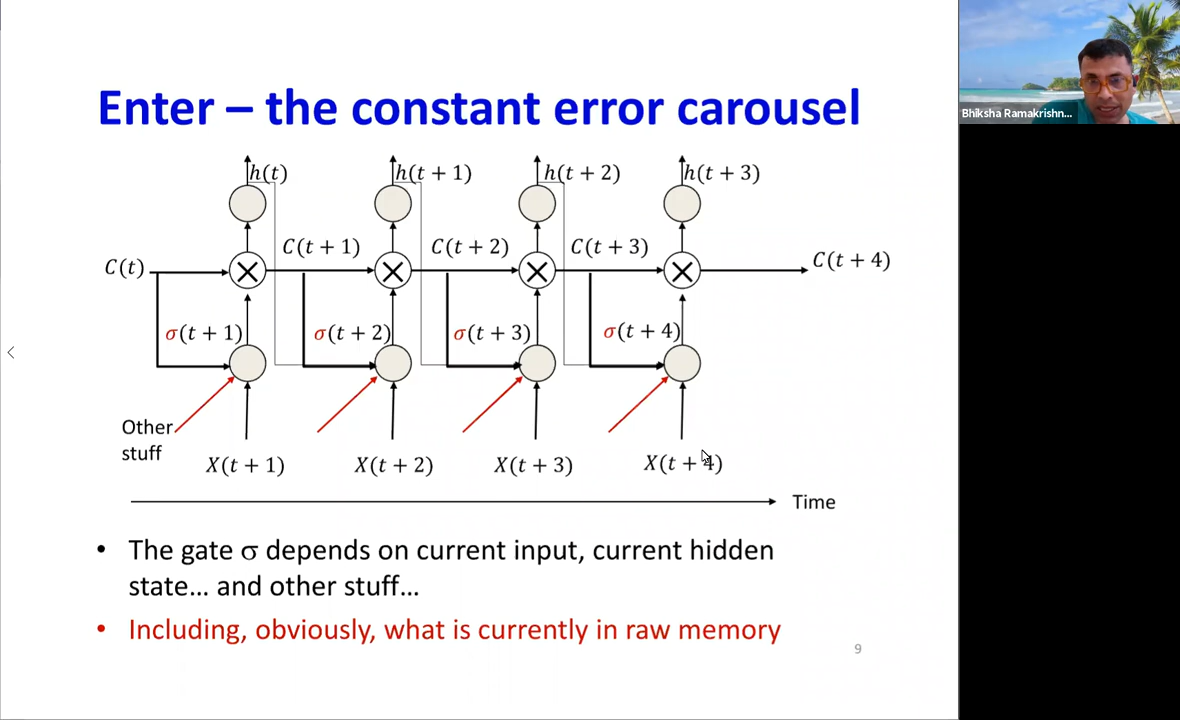 Enter – the constant error carousel
Bhiksha Ramakrishn...
h(t)
h(t + 1)
h(t + 2)
h(t + 3)
C(t)
C(t + 1)
C(t + 2)
C(t + 3)
C(t + 4)
σ(t + 1)
σ(t + 2)
σ(t + 3)
σ(t + 4)
Other
stuff
X(t + 1)
X(t + 2)
X(t + 3)
X(t + 4)
Time
• The gate σ depends on current input, current hidden
state… and other stuff…
• Including, obviously, what is currently in raw memory
9